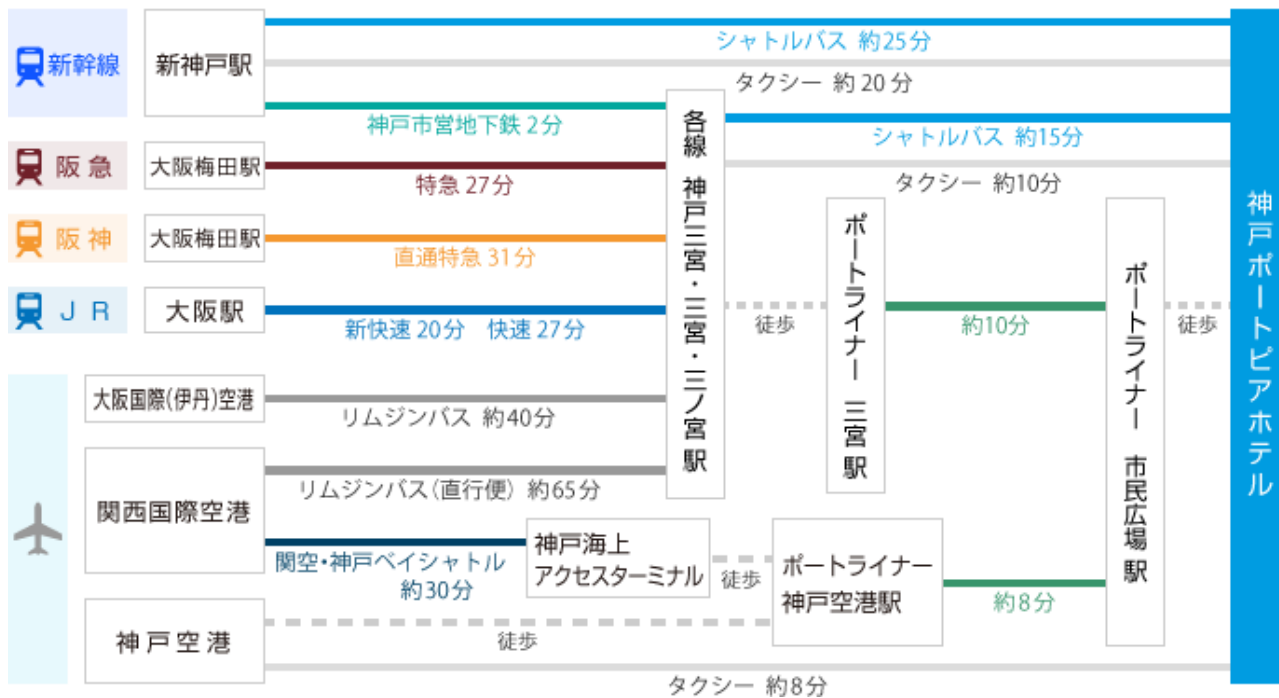 新幹線
新神戸駅
シャトルバス 約25分
タクシー 約20分
神戸市営地下鉄 2分
各線 神戸三宮・三宮・三ノ宮 駅
シャトルバス 約15分
タクシー 約10分
阪急
大阪梅田駅
特急 27分
阪神
大阪梅田駅
直通特急 31分
JR
大阪駅
新快速 20分 快速 27分
徒歩
ポートライナー 三宮 駅
約10分
ポートライナー 市民広場 駅
徒歩
神戸ポートピアホテル
大阪国際(伊丹)空港
リムジンバス 約40分
関西国際空港
リムジンバス(直行便) 約65分
関空・神戸ベイシャトル
約30分
神戸海上
アクセスターミナル
徒歩
ポートライナー
神戸空港駅
約8分
神戸空港
徒歩
タクシー 約8分